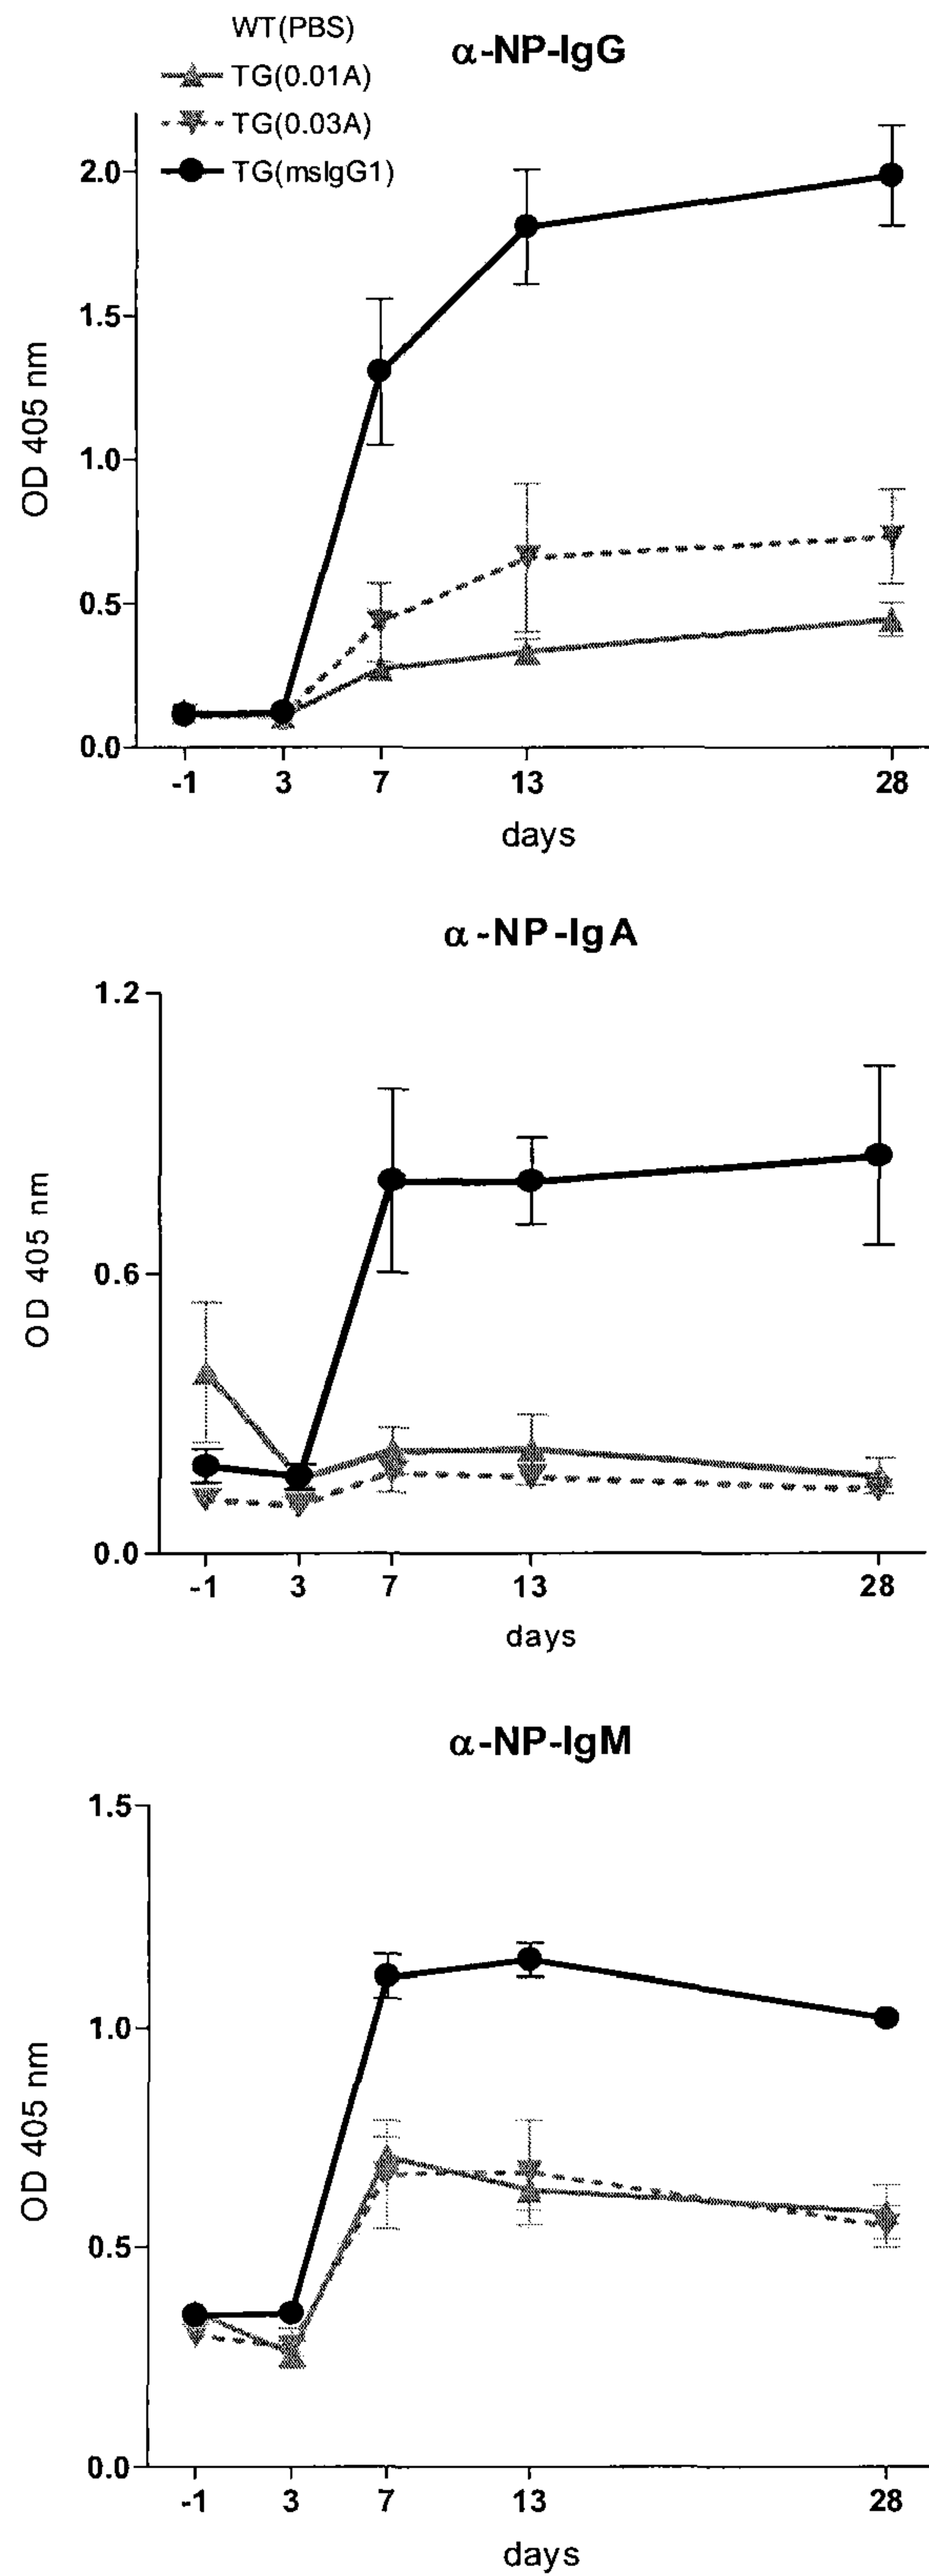 WT(PBS)
α-NP-IgG
TG(0.01A)
TG(0.03A)
TG(msIgG1)
2.0
1.5
1.0
0.5
0.0
OD 405 nm
-1 3 7 13 28
days
α-NP-IgA
1.2
0.6
0.0
OD 405 nm
-1 3 7 13 28
days
α-NP-IgM
1.5
1.0
0.5
0.0
OD 405 nm
-1 3 7 13 28
days